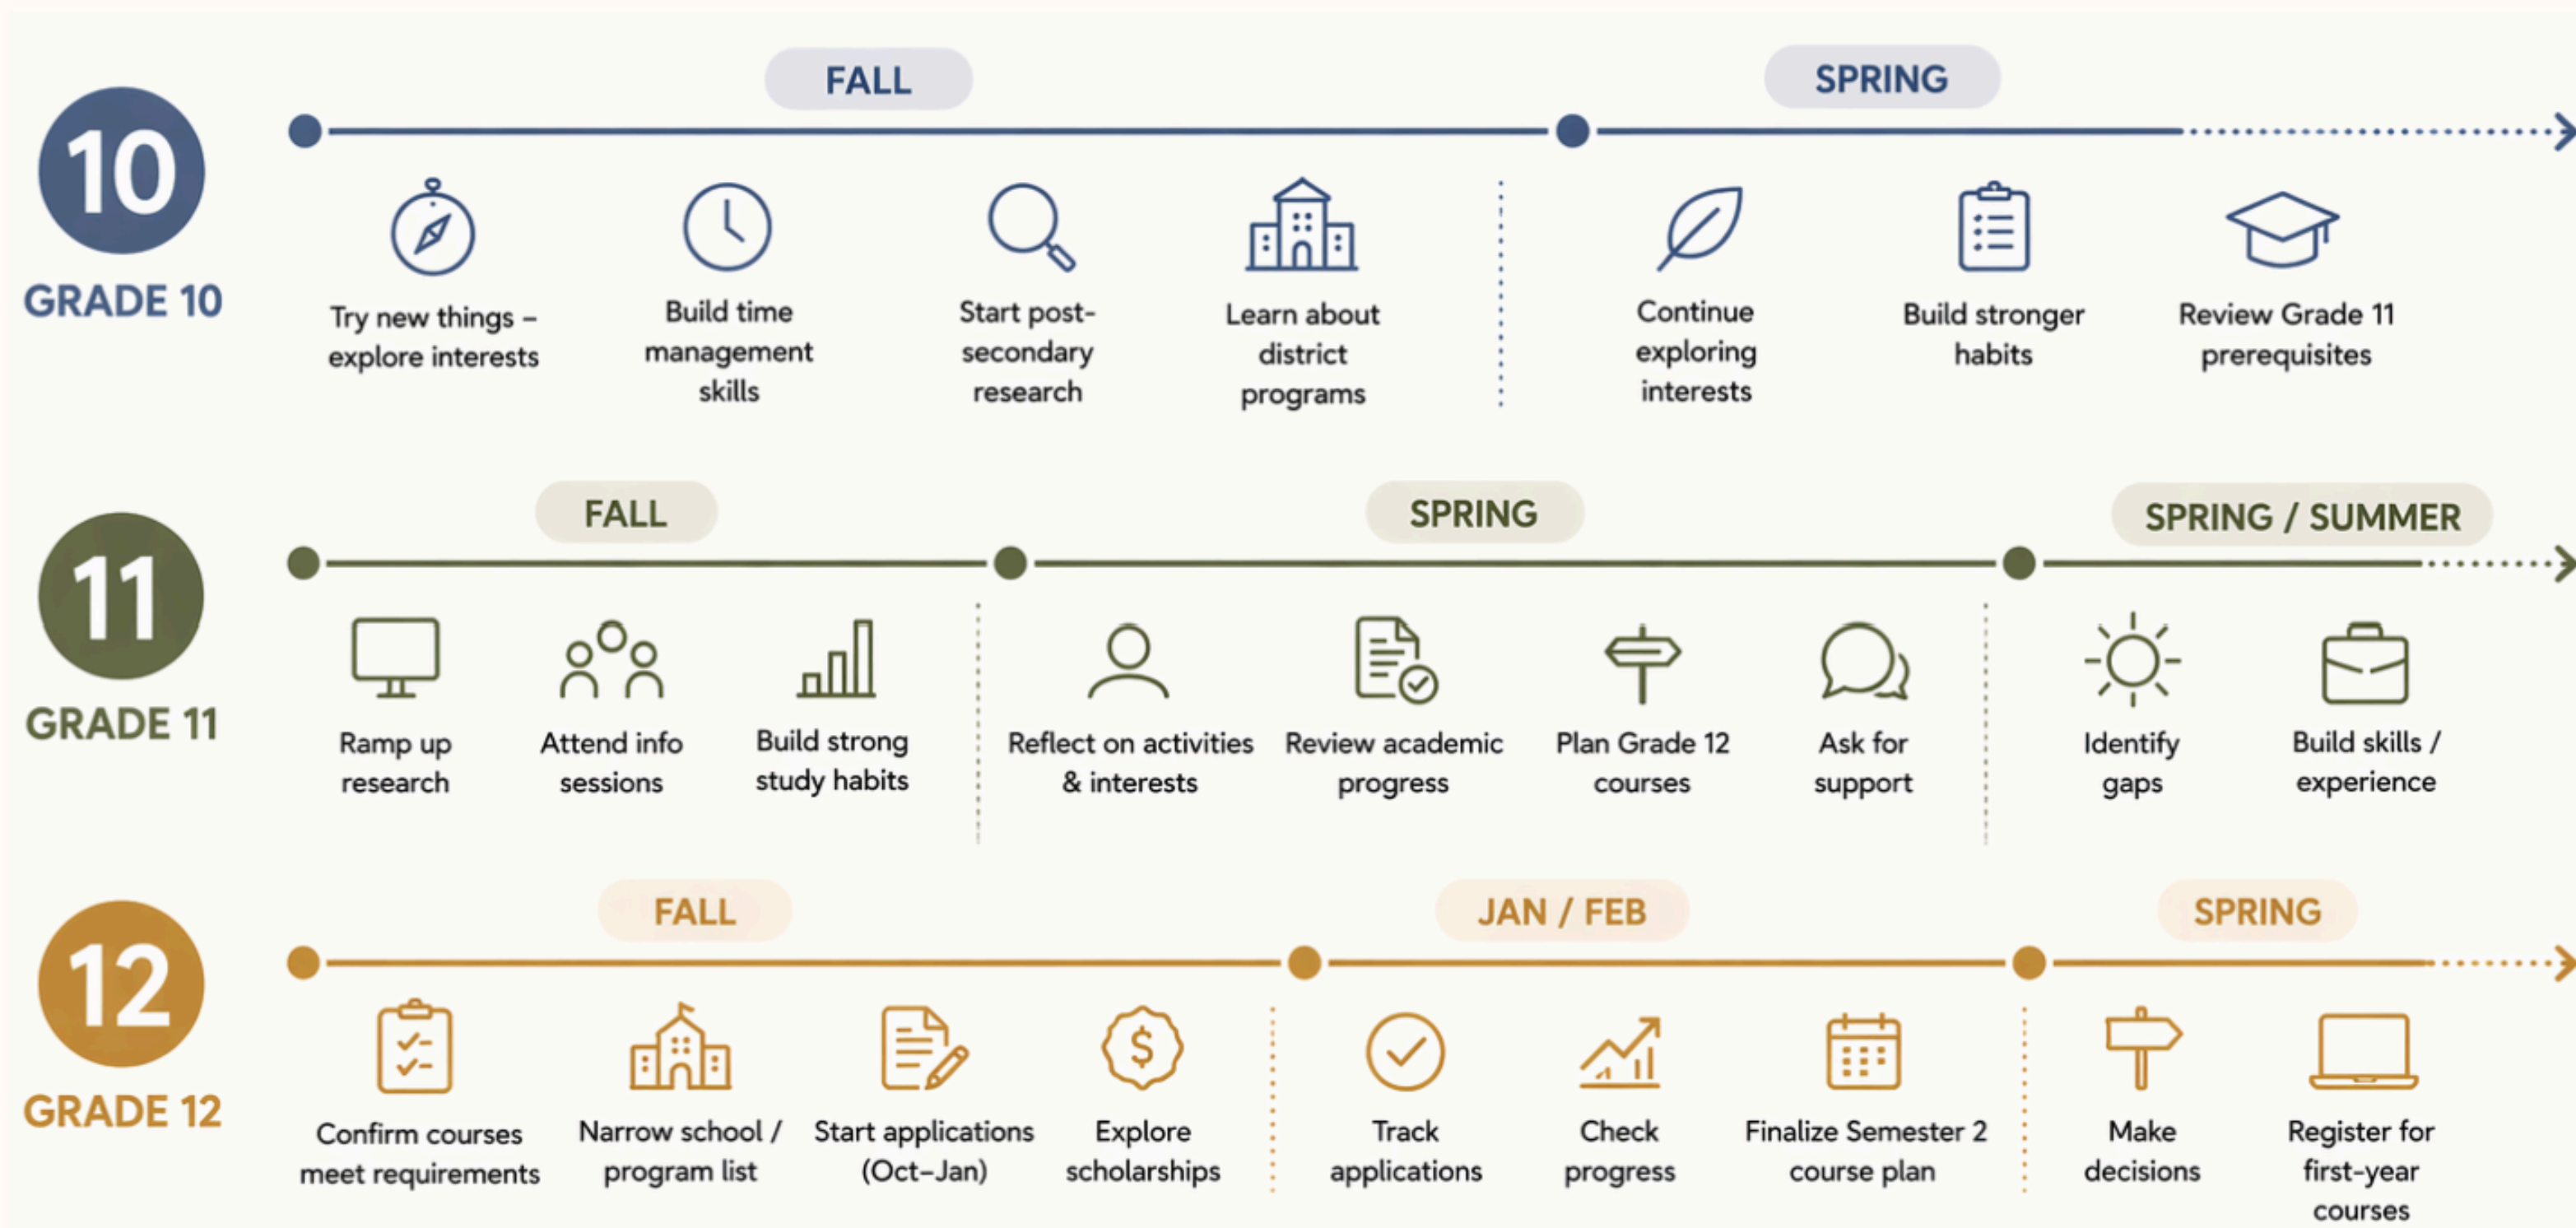 10
GRADE 10
FALL
Try new things –
explore interests
Build time
management
skills
Start post-
secondary
research
Learn about
district
programs
SPRING
Continue
exploring
interests
Build stronger
habits
Review Grade 11
prerequisites
11
GRADE 11
FALL
Ramp up
research
Attend info
sessions
Build strong
study habits
SPRING
Reflect on activities
& interests
Review academic
progress
Plan Grade 12
courses
Ask for
support
SPRING / SUMMER
Identify
gaps
Build skills /
experience
12
GRADE 12
FALL
Confirm courses
meet requirements
Narrow school /
program list
Start applications
(Oct–Jan)
$
Explore
scholarships
JAN / FEB
Track
applications
Check
progress
Finalize Semester 2
course plan
SPRING
Make
decisions
Register for
first-year
courses